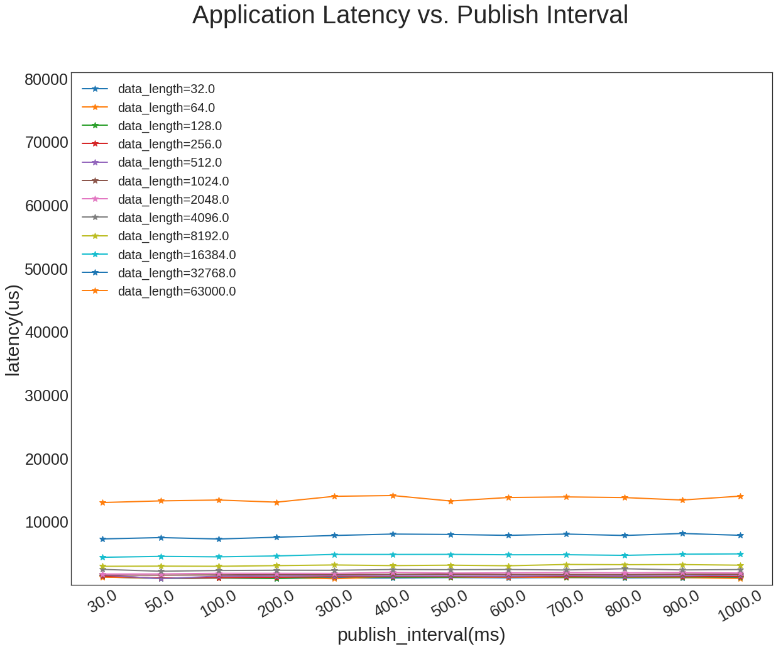 Application Latency vs. Publish Interval
80000
70000
60000
50000
40000
30000
20000
10000
latency(us)
data_length=32.0
data_length=64.0
data_length=128.0
data_length=256.0
data_length=512.0
data_length=1024.0
data_length=2048.0
data_length=4096.0
data_length=8192.0
data_length=16384.0
data_length=32768.0
data_length=63000.0
30.0 50.0 100.0 200.0 300.0 400.0 500.0 600.0 700.0 800.0 900.0 1000.0
publish_interval(ms)